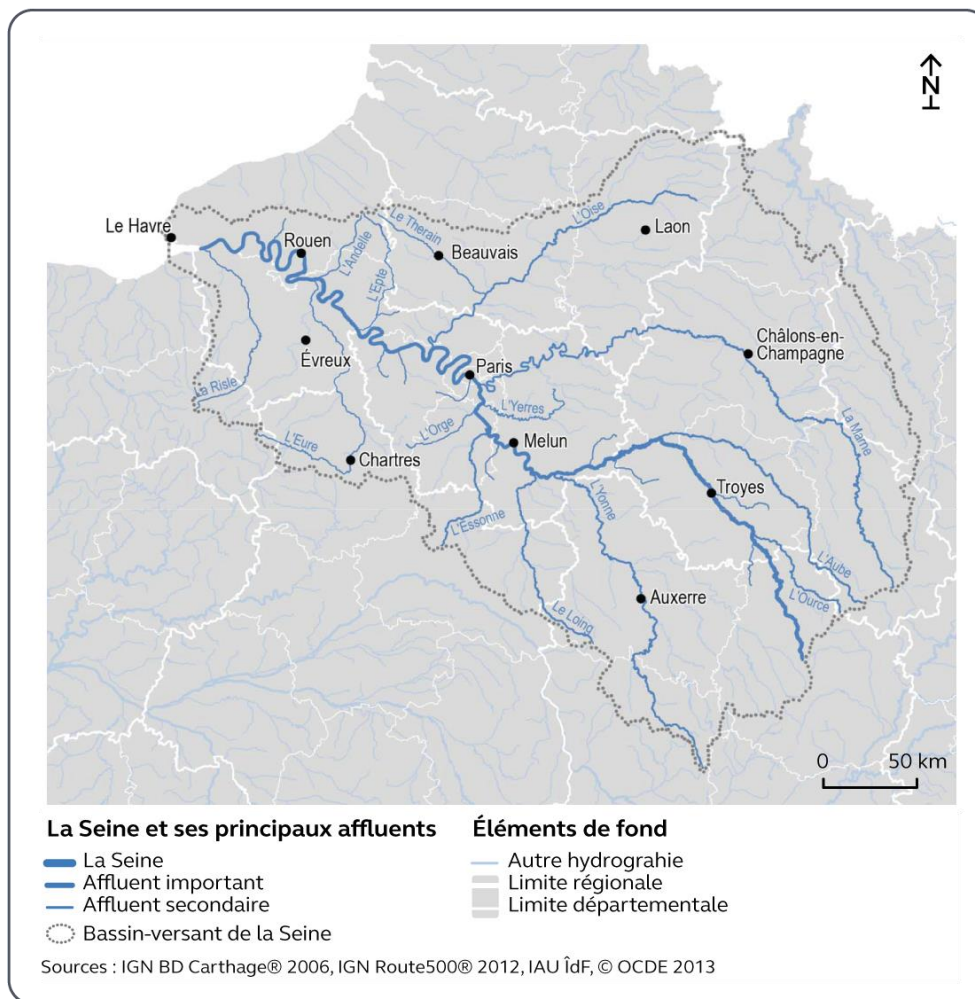 N
Le Havre
Rouen
L'Andelle
Le Therain
L'Epte
Beauvais
L'Oise
Laon
Évreux
La Risle
Paris
Châlons-en-
Champagne
L'Yerres
L'Orge
L'Eure
Chartres
Melun
La Marne
L'Essonne
L'Yonne
Troyes
L'Aube
L'Ource
Auxerre
Le Loing
0 50 km
La Seine et ses principaux affluents
La Seine
Affluent important
Affluent secondaire
Bassin-versant de la Seine
Éléments de fond
Autre hydrograhie
Limite régionale
Limite départementale
Sources : IGN BD Carthage® 2006, IGN Route500® 2012, IAU ÎdF, © OCDE 2013